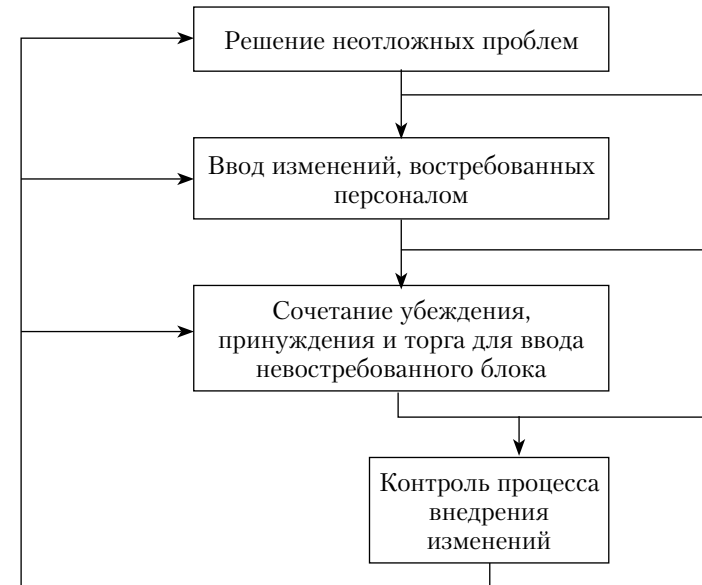 Решение неотложных проблем
Ввод изменений, востребованных
персоналом
Сочетание убеждения,
принуждения и торга для ввода
невостребованного блока
Контроль процесса
внедрения
изменений